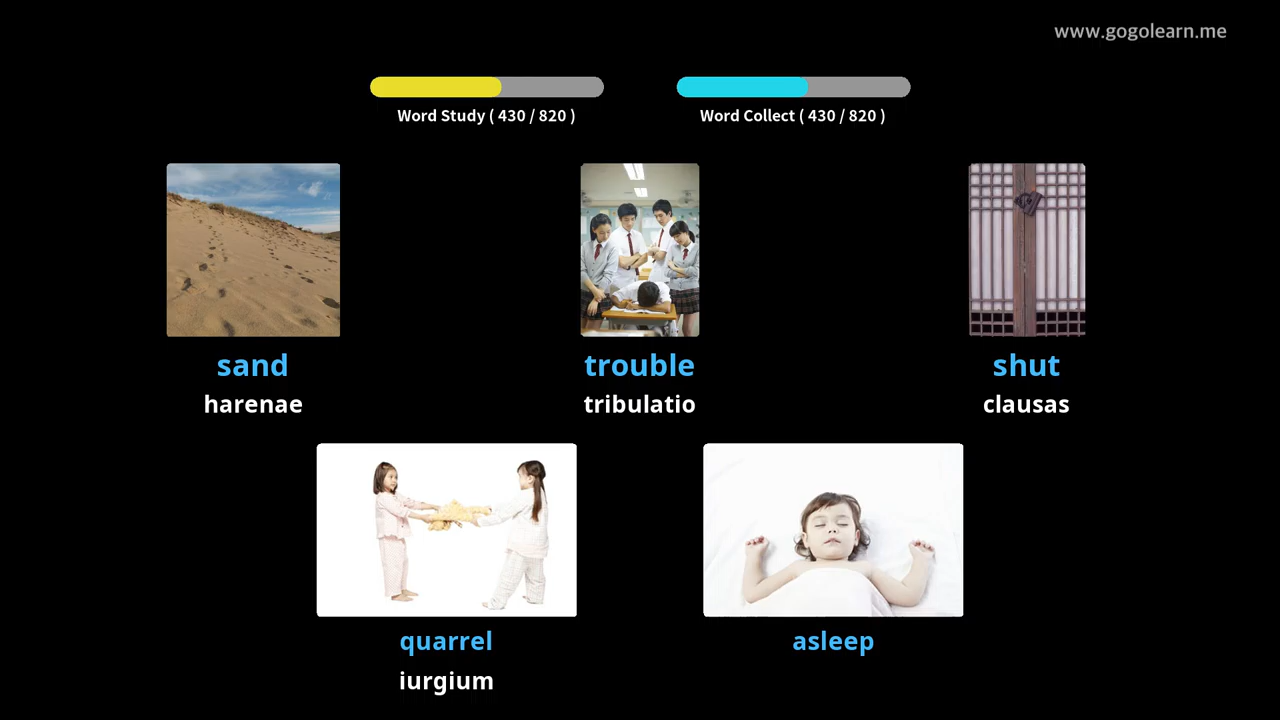 www.gogolearn.me
Word Study ( 430 / 820 )
Word Collect ( 430 / 820 )
sand
harenae
trouble
tribulatio
shut
clausas
quarrel
iurgium
asleep